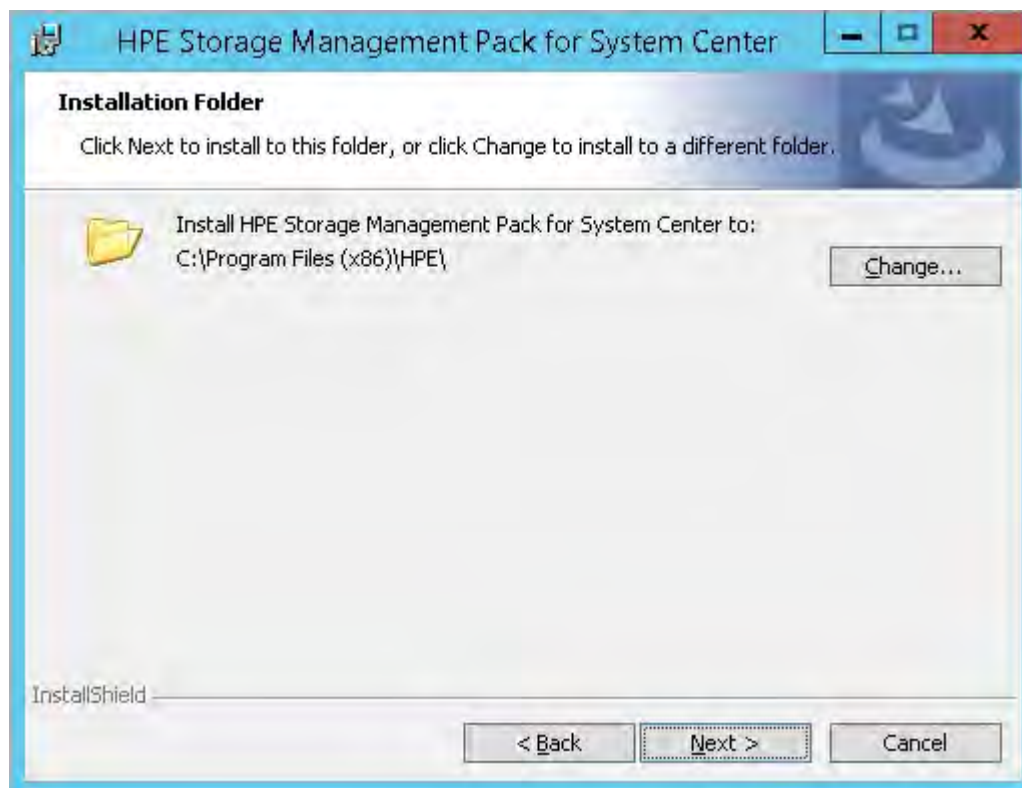 HPE Storage Management Pack for System Center
Installation Folder
Click Next to install to this folder, or click Change to install to a different folder.
Install HPE Storage Management Pack for System Center to:
C:\Program Files (x86)\HPE\
Change...
InstallShield
< Back
Next >
Cancel